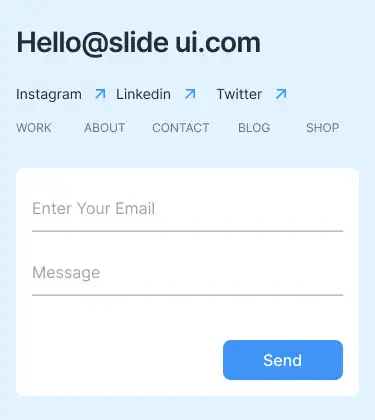 Hello@slide ui.com
Instagram Linkedin Twitter
WORK ABOUT CONTACT BLOG SHOP
Enter Your Email
Message
Send